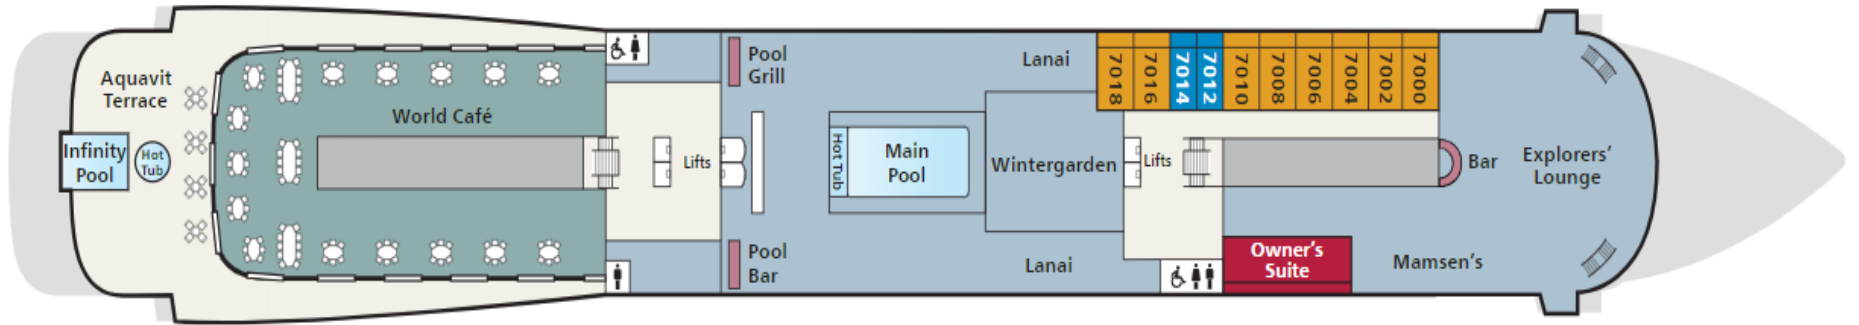 Aquavit
Terrace
Infinity
Pool
Hot
Tub
World Café
Lifts
Pool
Grill
Pool
Bar
Hot Tub
Main
Pool
Lanai
Lanai
Wintergarden
Lifts
7018
7016
7014
7012
7010
7008
7006
7004
7002
7000
Bar
Explorers’
Lounge
Owner’s
Suite
Mamsen’s